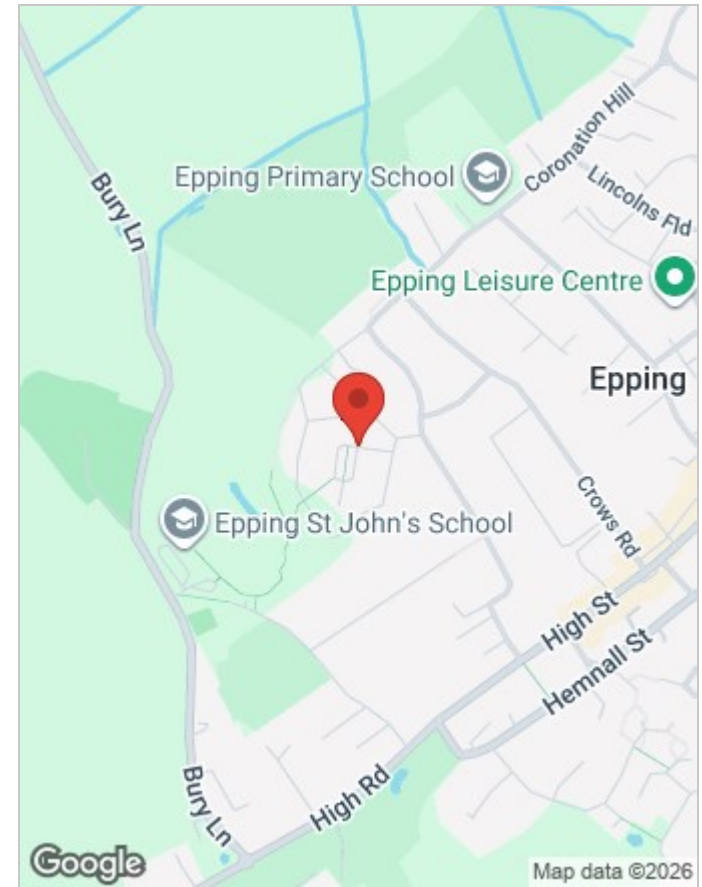 Coronation Hill
Epping Primary School
Lincolns Fld
Bury Ln
Epping Leisure Centre
Epping
Crows Rd
Epping St John's School
High St
Hemnall St
Bury Ln
High Rd
Google
Map data ©2026